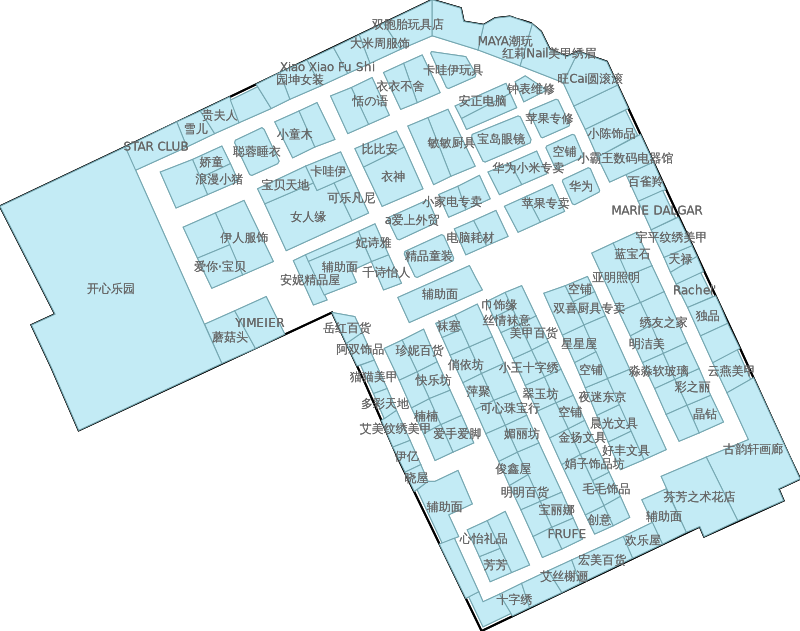 双胞胎玩具店
大米周服饰
MAYA潮玩
红莉Nail美甲绣眉
Xiao Xiao Fu Shi
园坤女装
卡哇伊玩具
衣衣不舍
旺Cai圆滚滚
钟表维修
恬の语
安正电脑
贵夫人
雪儿
苹果专修
小童木
小陈饰品
STAR CLUB
聪蓉睡衣
比比安
敏敏厨具
宝岛眼镜
空铺
小霸王数码电器馆
娇童
浪漫小猪
卡哇伊
衣神
华为小米专卖
百雀羚
宝贝天地
华为
可乐凡尼
小家电专卖
苹果专卖
MARIE DALGAR
女人缘
a爱上外贸
伊人服饰
妃诗雅
电脑耗材
宇平纹绣美甲
精品童装
蓝宝石
天禄
爱你·宝贝
辅助面
千诗怡人
安妮精品屋
亚明照明
开心乐园
辅助面
空铺
Rachel
巾饰缘
双喜厨具专卖
独品
YIMEIER
岳红百货
袜塞
丝情袜意
绣友之家
蘑菇头
美甲百货
阿双饰品
珍妮百货
星星屋
明洁美
俏依坊
小王十字绣
空铺
淼淼软玻璃
云燕美甲
猫猫美甲
快乐坊
彩之丽
萍聚
翠玉坊
夜迷东京
多彩天地
可心珠宝行
空铺
楠楠
晶钻
艾美纹绣美甲
爱手爱脚
媚丽坊
晨光文具
金扬文具
伊亿
好丰文具
古韵轩画廊
俊鑫屋
娟子饰品坊
晓屋
明明百货
毛毛饰品
芬芳之术花店
辅助面
宝丽娜
创意
辅助面
心怡礼品
FRUFE
欢乐屋
芳芳
宏美百货
艾丝榭洒
十字绣